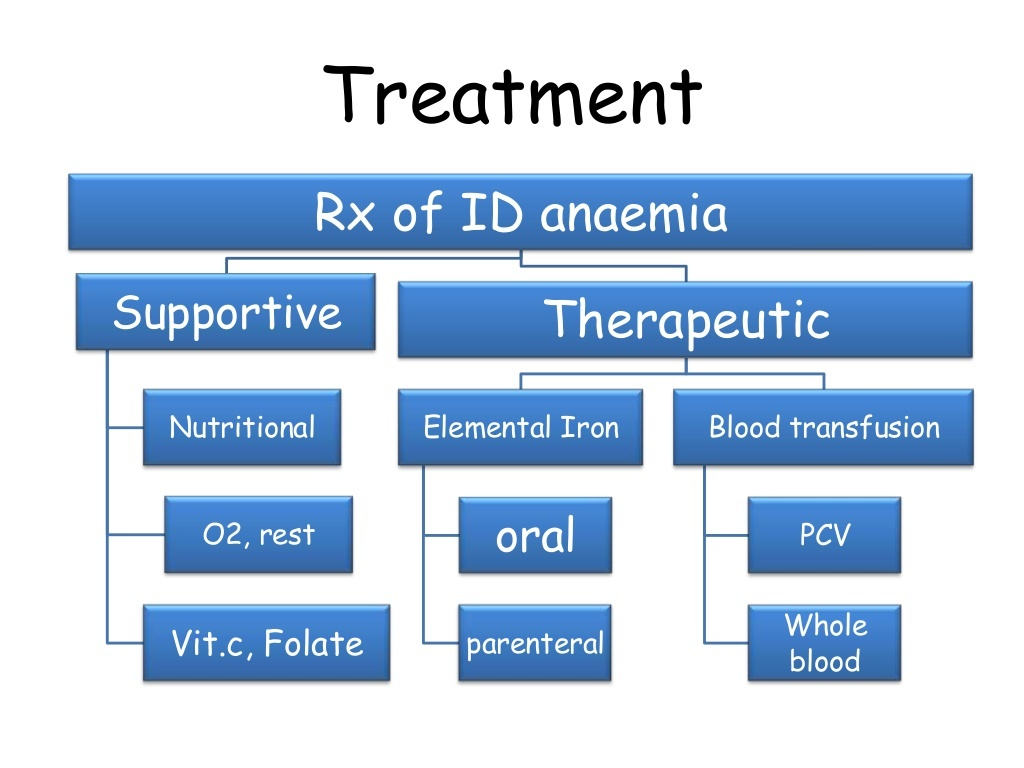 Treatment
Rx of ID anaemia
Supportive
Therapeutic
Nutritional
Elemental Iron
Blood transfusion
O2, rest
oral
PCV
Vit.c, Folate
parenteral
Whole
blood